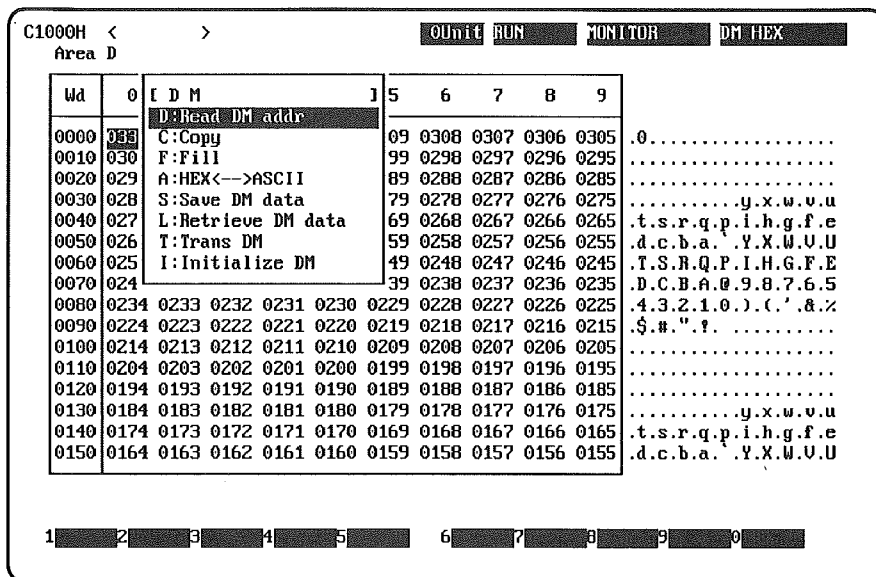 C1000H < > 0Unit RUN MONITOR DM HEX
Area D
Wd 0 [ D M ] 5 6 7 8 9
D:Read DM addr
0000 033 C:Copy 09 0308 0307 0306 0305 .0..................
0010 030 F:Fill 99 0298 0297 0296 0295 ....................
0020 029 A:HEX<-->ASCII 89 0288 0287 0286 0285 ....................
0030 028 S:Save DM data 79 0278 0277 0276 0275 ...........y.x.w.v.u
0040 027 L:Retrieve DM data 69 0268 0267 0266 0265 .t.s.r.q.p.i.h.g.f.e
0050 026 T:Trans DM 59 0258 0257 0256 0255 .d.c.b.a.`.Y.X.W.V.U
0060 025 I:Initialize DM 49 0248 0247 0246 0245 .T.S.R.Q.P.I.H.G.F.E
0070 024 39 0238 0237 0236 0235 .D.C.B.A.@.9.8.7.6.5
0080 0234 0233 0232 0231 0230 0229 0228 0227 0226 0225 .4.3.2.1.0.).(.'.&.%
0090 0224 0223 0222 0221 0220 0219 0218 0217 0216 0215 .$.#.".!. ..........
0100 0214 0213 0212 0211 0210 0209 0208 0207 0206 0205 ....................
0110 0204 0203 0202 0201 0200 0199 0198 0197 0196 0195 ....................
0120 0194 0193 0192 0191 0190 0189 0188 0187 0186 0185 ....................
0130 0184 0183 0182 0181 0180 0179 0178 0177 0176 0175 ...........y.x.w.v.u
0140 0174 0173 0172 0171 0170 0169 0168 0167 0166 0165 .t.s.r.q.p.i.h.g.f.e
0150 0164 0163 0162 0161 0160 0159 0158 0157 0156 0155 .d.c.b.a.`.Y.X.W.V.U
1 2 3 4 5 6 7 8 9 0